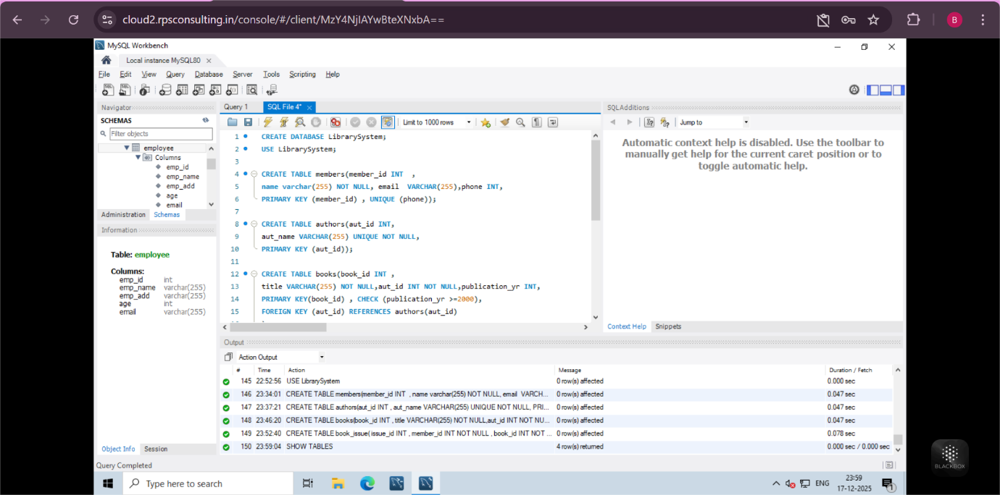 cloud2.rpsconsulting.in/console/#/client/MzY4NjIAYwBteXNxbA==
B
MySQL Workbench
Local instance MySQL80
File Edit View Query Database Server Tools Scripting Help
Navigator
SCHEMAS
Filter objects
employee
Columns
emp_id
emp_name
emp_add
age
email
Administration Schemas
Information
Table: employee
Columns:
emp_id int
emp_name varchar(255)
emp_add varchar(255)
age int
email varchar(255)
Object Info Session
Query 1 SQL File 4*
Limit to 1000 rows
1 CREATE DATABASE LibrarySystem;
2 USE LibrarySystem;
3
4 CREATE TABLE members(member_id INT ,
5 name varchar(255) NOT NULL, email VARCHAR(255),phone INT,
6 PRIMARY KEY (member_id) , UNIQUE (phone));
7
8 CREATE TABLE authors(aut_id INT,
9 aut_name VARCHAR(255) UNIQUE NOT NULL,
10 PRIMARY KEY (aut_id));
11
12 CREATE TABLE books(book_id INT ,
13 title VARCHAR(255) NOT NULL,aut_id INT NOT NULL,publication_yr INT,
14 PRIMARY KEY(book_id) , CHECK (publication_yr >=2000),
15 FOREIGN KEY (aut_id) REFERENCES authors(aut_id)
SQLAdditions
Jump to
Automatic context help is disabled. Use the toolbar to
manually get help for the current caret position or to
toggle automatic help.
Context Help Snippets
Output
Action Output
# Time Action Message Duration / Fetch
145 22:52:56 USE LibrarySystem 0 row(s) affected 0.000 sec
146 23:34:01 CREATE TABLE members(member_id INT , name varchar(255) NOT NULL, email VARCH... 0 row(s) affected 0.047 sec
147 23:37:21 CREATE TABLE authors(aut_id INT , aut_name VARCHAR(255) UNIQUE NOT NULL, PRI... 0 row(s) affected 0.047 sec
148 23:46:20 CREATE TABLE books(book_id INT , title VARCHAR(255) NOT NULL,aut_id INT NOT NU... 0 row(s) affected 0.047 sec
149 23:52:40 CREATE TABLE book_issue( issue_id INT , member_id INT NOT NULL , book_id INT NOT ... 0 row(s) affected 0.078 sec
150 23:59:04 SHOW TABLES 4 row(s) returned 0.000 sec / 0.000 sec
Query Completed
BLACKBOX
Type here to search
ENG
23:59
17-12-2025
1